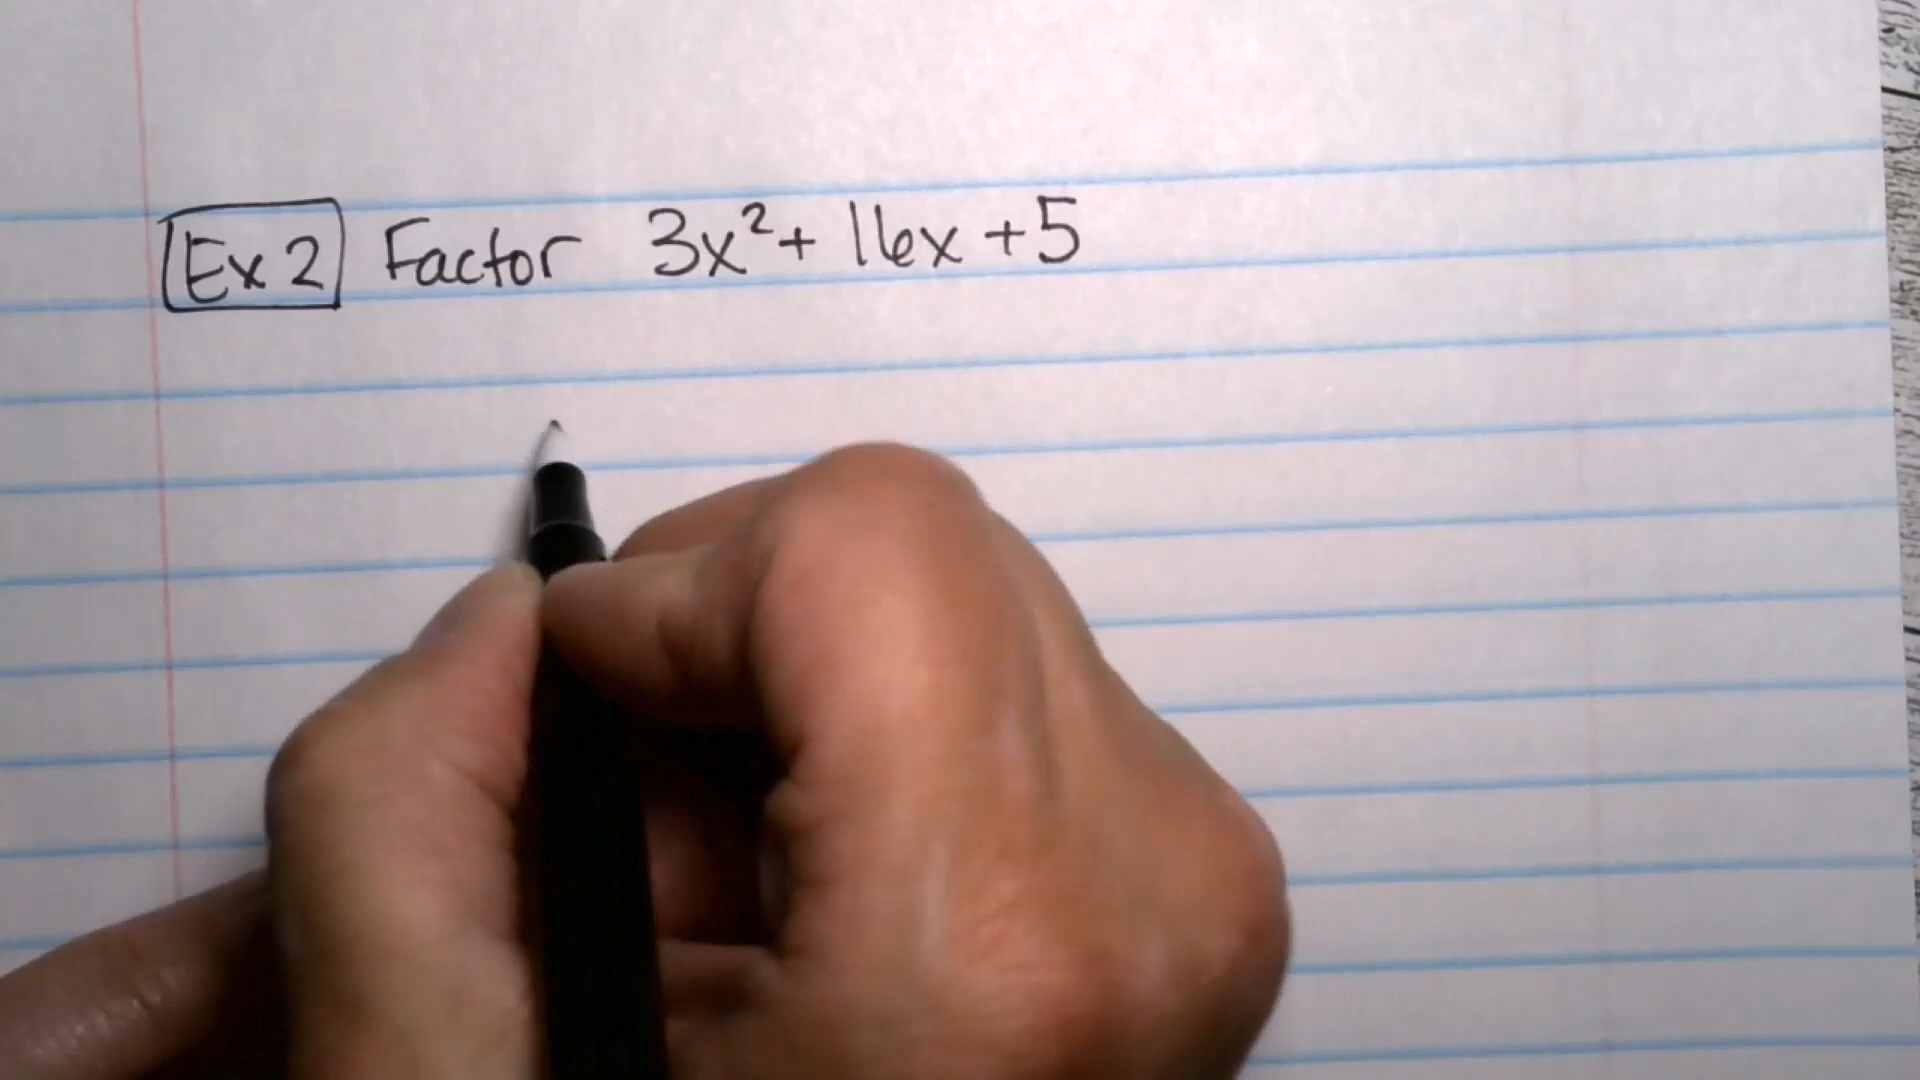 Ex 2 Factor 3x² + 16x + 5